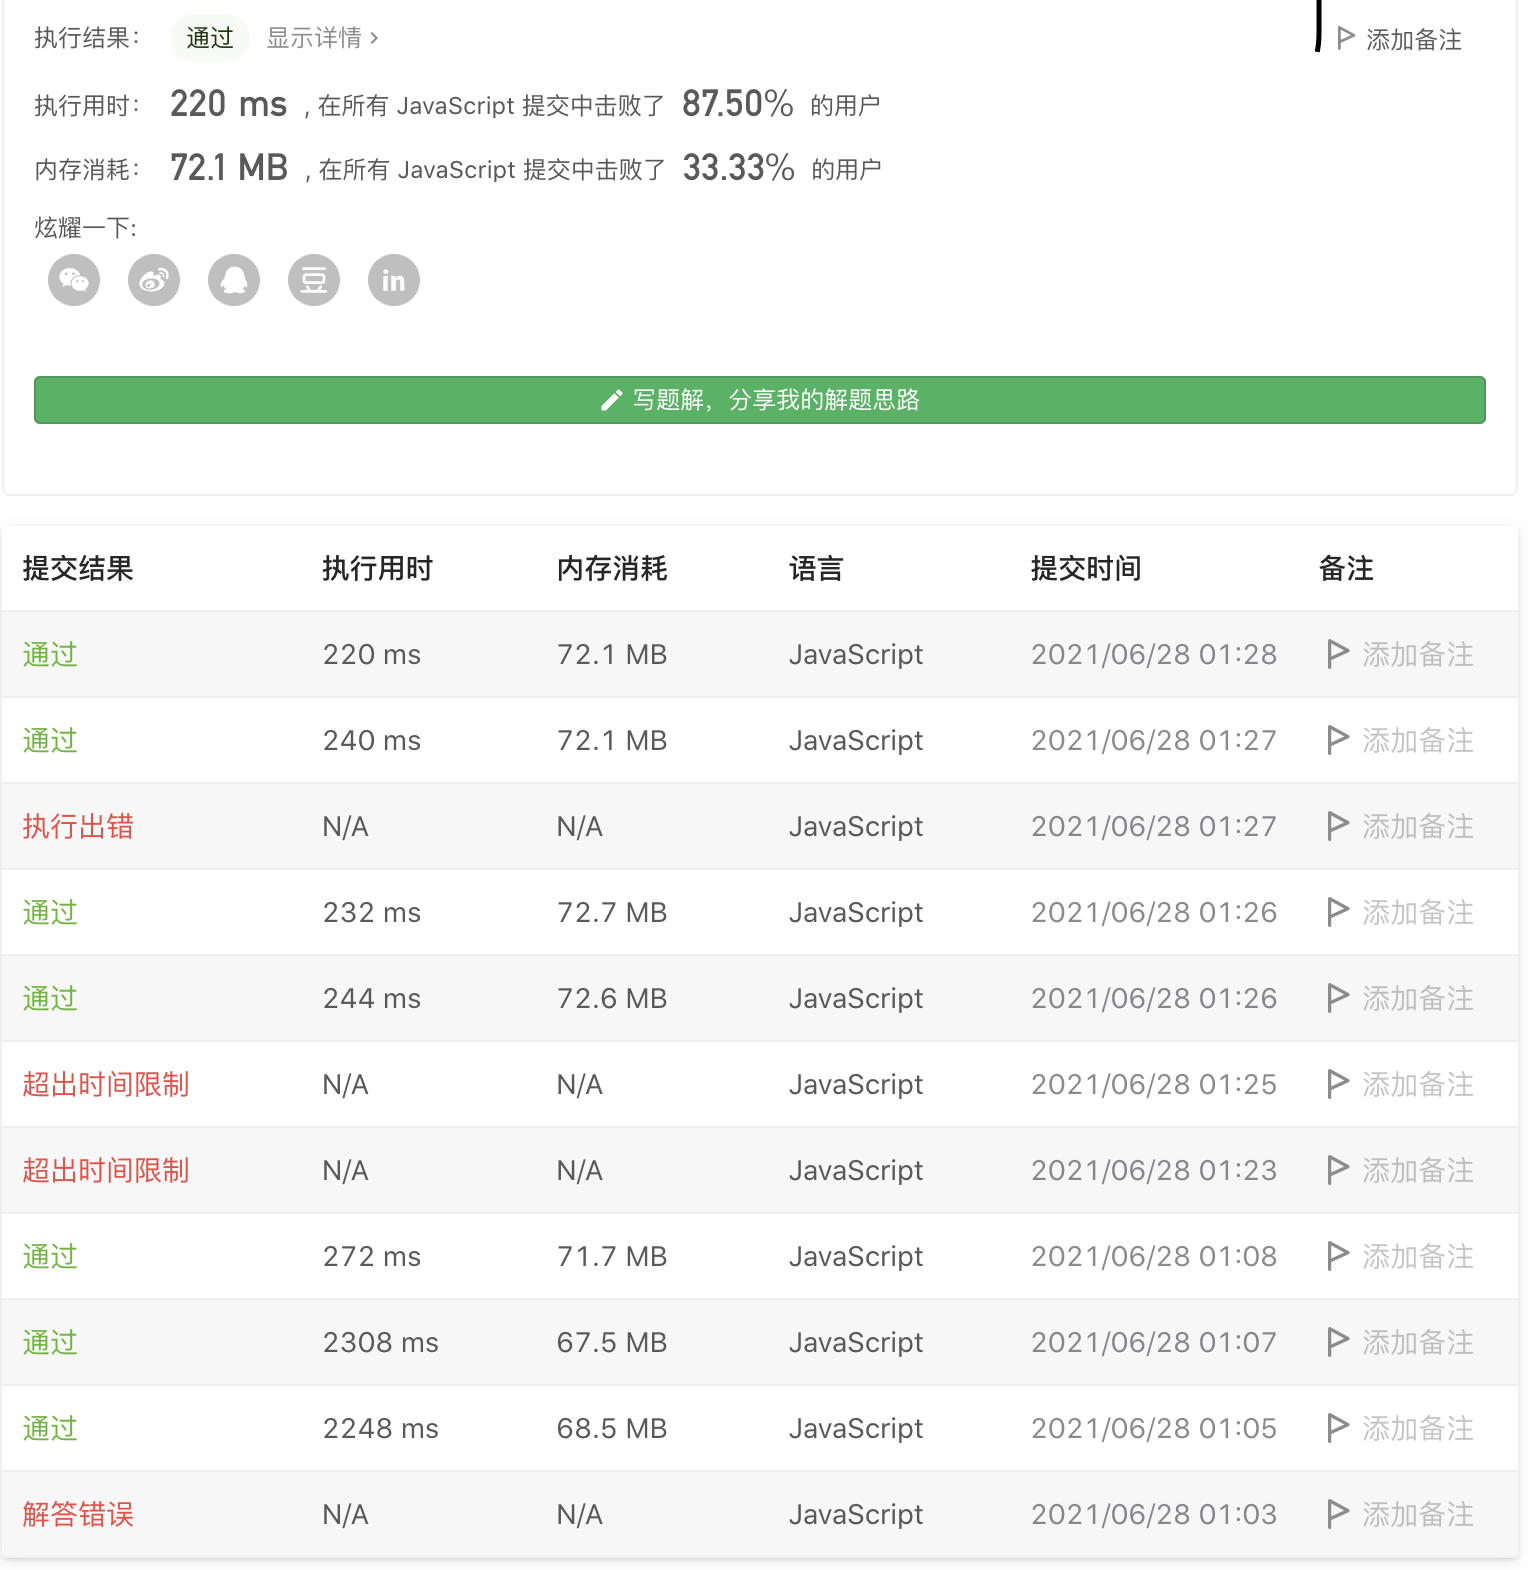 执行结果： 通过 显示详情 › 添加备注
执行用时： 220 ms , 在所有 JavaScript 提交中击败了 87.50% 的用户
内存消耗： 72.1 MB , 在所有 JavaScript 提交中击败了 33.33% 的用户
炫耀一下:
豆 in
写题解，分享我的解题思路
提交结果 执行用时 内存消耗 语言 提交时间 备注
通过 220 ms 72.1 MB JavaScript 2021/06/28 01:28 添加备注
通过 240 ms 72.1 MB JavaScript 2021/06/28 01:27 添加备注
执行出错 N/A N/A JavaScript 2021/06/28 01:27 添加备注
通过 232 ms 72.7 MB JavaScript 2021/06/28 01:26 添加备注
通过 244 ms 72.6 MB JavaScript 2021/06/28 01:26 添加备注
超出时间限制 N/A N/A JavaScript 2021/06/28 01:25 添加备注
超出时间限制 N/A N/A JavaScript 2021/06/28 01:23 添加备注
通过 272 ms 71.7 MB JavaScript 2021/06/28 01:08 添加备注
通过 2308 ms 67.5 MB JavaScript 2021/06/28 01:07 添加备注
通过 2248 ms 68.5 MB JavaScript 2021/06/28 01:05 添加备注
解答错误 N/A N/A JavaScript 2021/06/28 01:03 添加备注